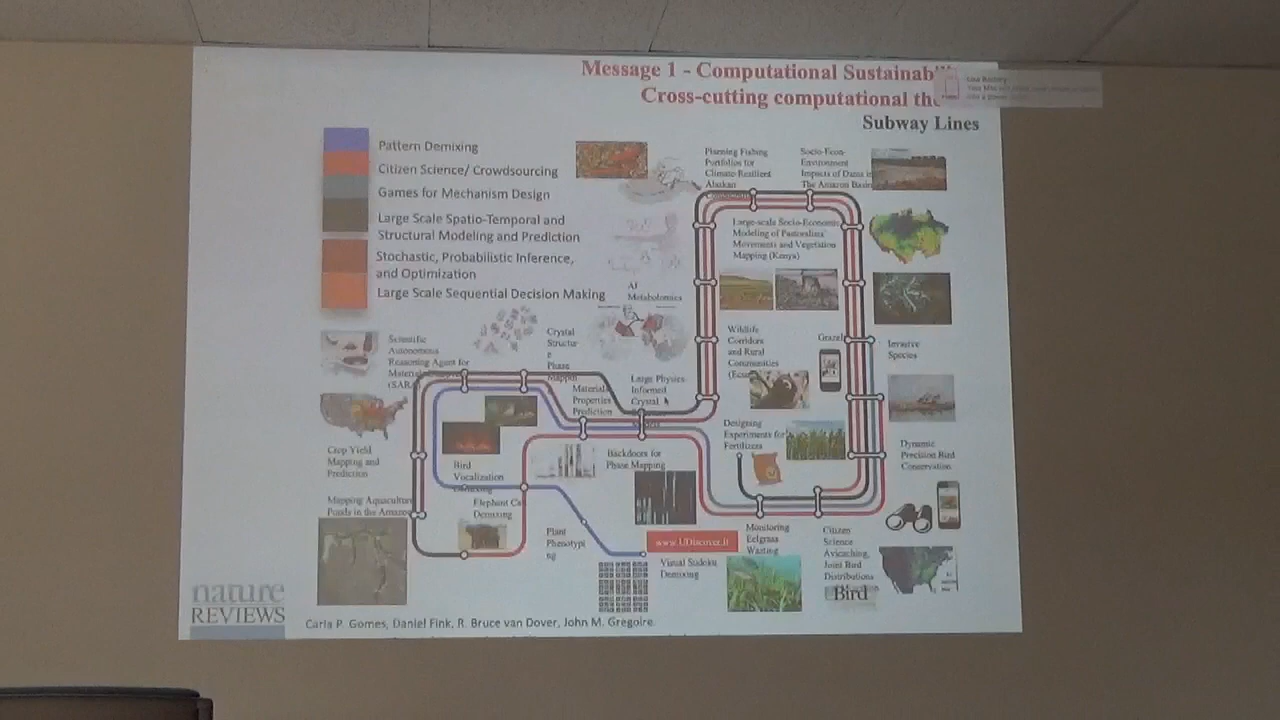 Message 1 - Computational
Cross-cutting computational
Subway Lines
Low Battery
Pattern Demixing
Citizen Science/ Crowdsourcing
Games for Mechanism Design
Large Scale Spatio-Temporal and
Structural Modeling and Prediction
Stochastic, Probabilistic Inference,
and Optimization
Large Scale Sequential Decision Making
Planning Fishing
Portfolios for
Climate-Resilient
Alaskan
Socio-Econ-
Environment
Impacts of Dams in
The Amazon Basin
Large-scale Socio-Economic
Modeling of Pastoralists'
Movements and Vegetation
Mapping (Kenya)
AI
Metabolomics
Crystal
Structur
e
Phase
Mapping
Scientific
Autonomous
Reasoning Agent for
(SARA)
Materials
Properties
Prediction
Large Physics-
Informed
Crystal
Wildlife
Corridors
and Rural
Communities
Invasive
Species
Designing
Experiments for
Fertilizers
Dynamic
Precision Bird
Conservation
Crop Yield
Mapping and
Prediction
Bird
Vocalization
Demixing
Backdoors for
Phase Mapping
Mapping Aquaculture
Ponds in the Amazon
Elephant
Demixing
Plant
Phenotypi
ng
www.UDiscover.it
Visual Sudoku
Demixing
Monitoring
Eelgrass
Wasting
Citizen
Science
Avicaching,
Joint Bird
Distributions
Bird
nature
REVIEWS
Carla P. Gomes, Daniel Fink, R. Bruce van Dover, John M. Gregoire